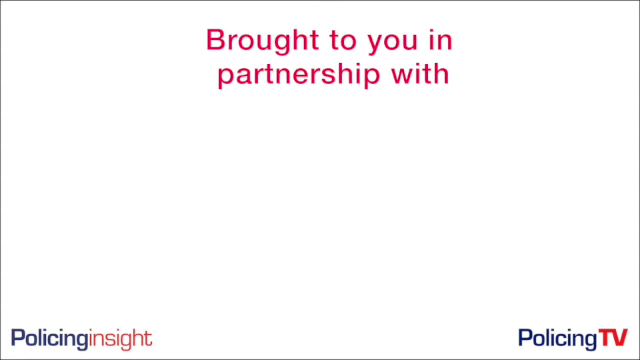 Brought to you in
partnership with
Policinginsight
PolicingTV